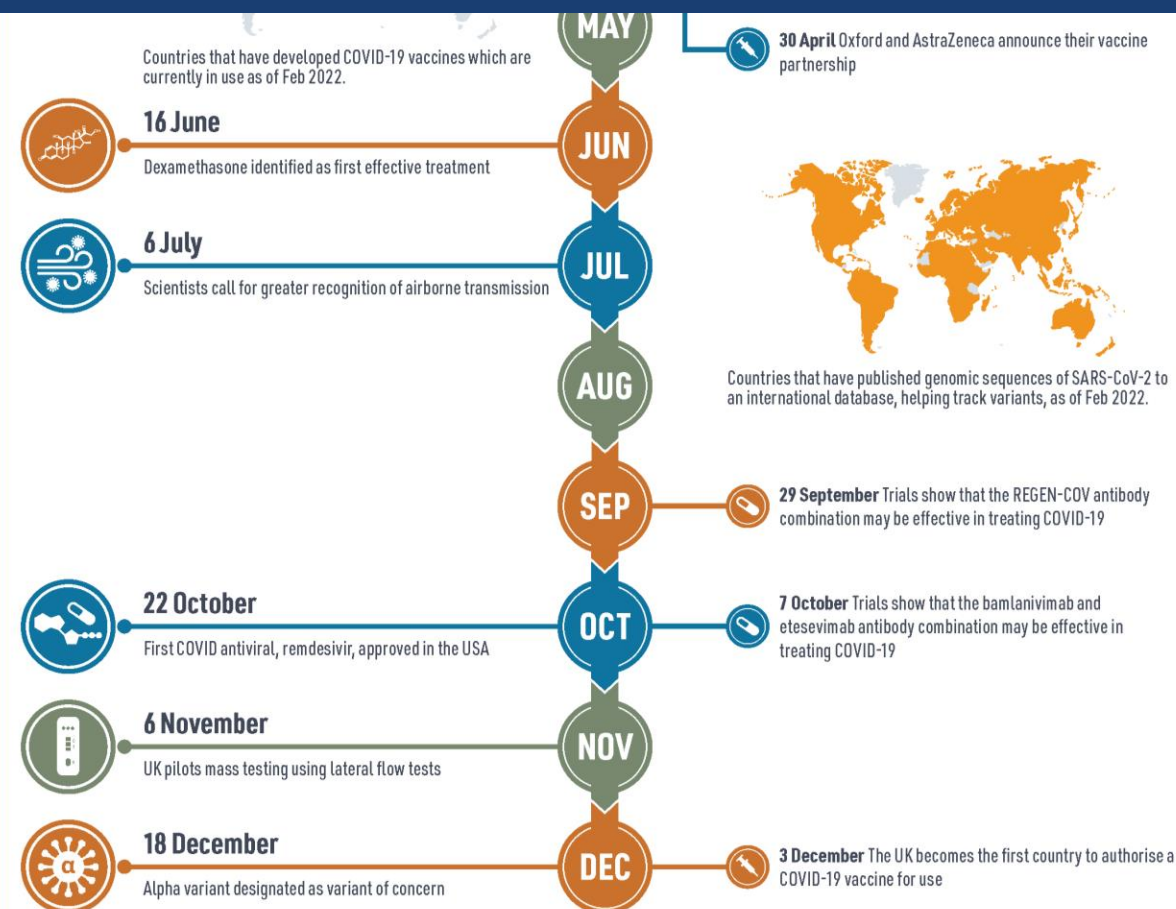 MAY
30 April Oxford and AstraZeneca announce their vaccine
partnership
Countries that have developed COVID-19 vaccines which are
currently in use as of Feb 2022.
16 June
Dexamethasone identified as first effective treatment
JUN
6 July
Scientists call for greater recognition of airborne transmission
JUL
AUG
Countries that have published genomic sequences of SARS-CoV-2 to
an international database, helping track variants, as of Feb 2022.
SEP
29 September Trials show that the REGEN-COV antibody
combination may be effective in treating COVID-19
22 October
First COVID antiviral, remdesivir, approved in the USA
OCT
7 October Trials show that the bamlanivimab and
etesevimab antibody combination may be effective in
treating COVID-19
6 November
UK pilots mass testing using lateral flow tests
NOV
18 December
Alpha variant designated as variant of concern
α
DEC
3 December The UK becomes the first country to authorise a
COVID-19 vaccine for use